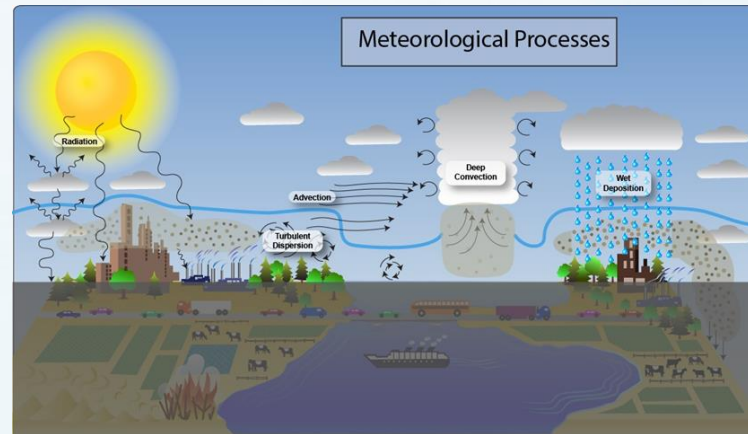 Meteorological Processes
Radiation
Deep
Convection
Wet
Deposition
Advection
Turbulent
Dispersion